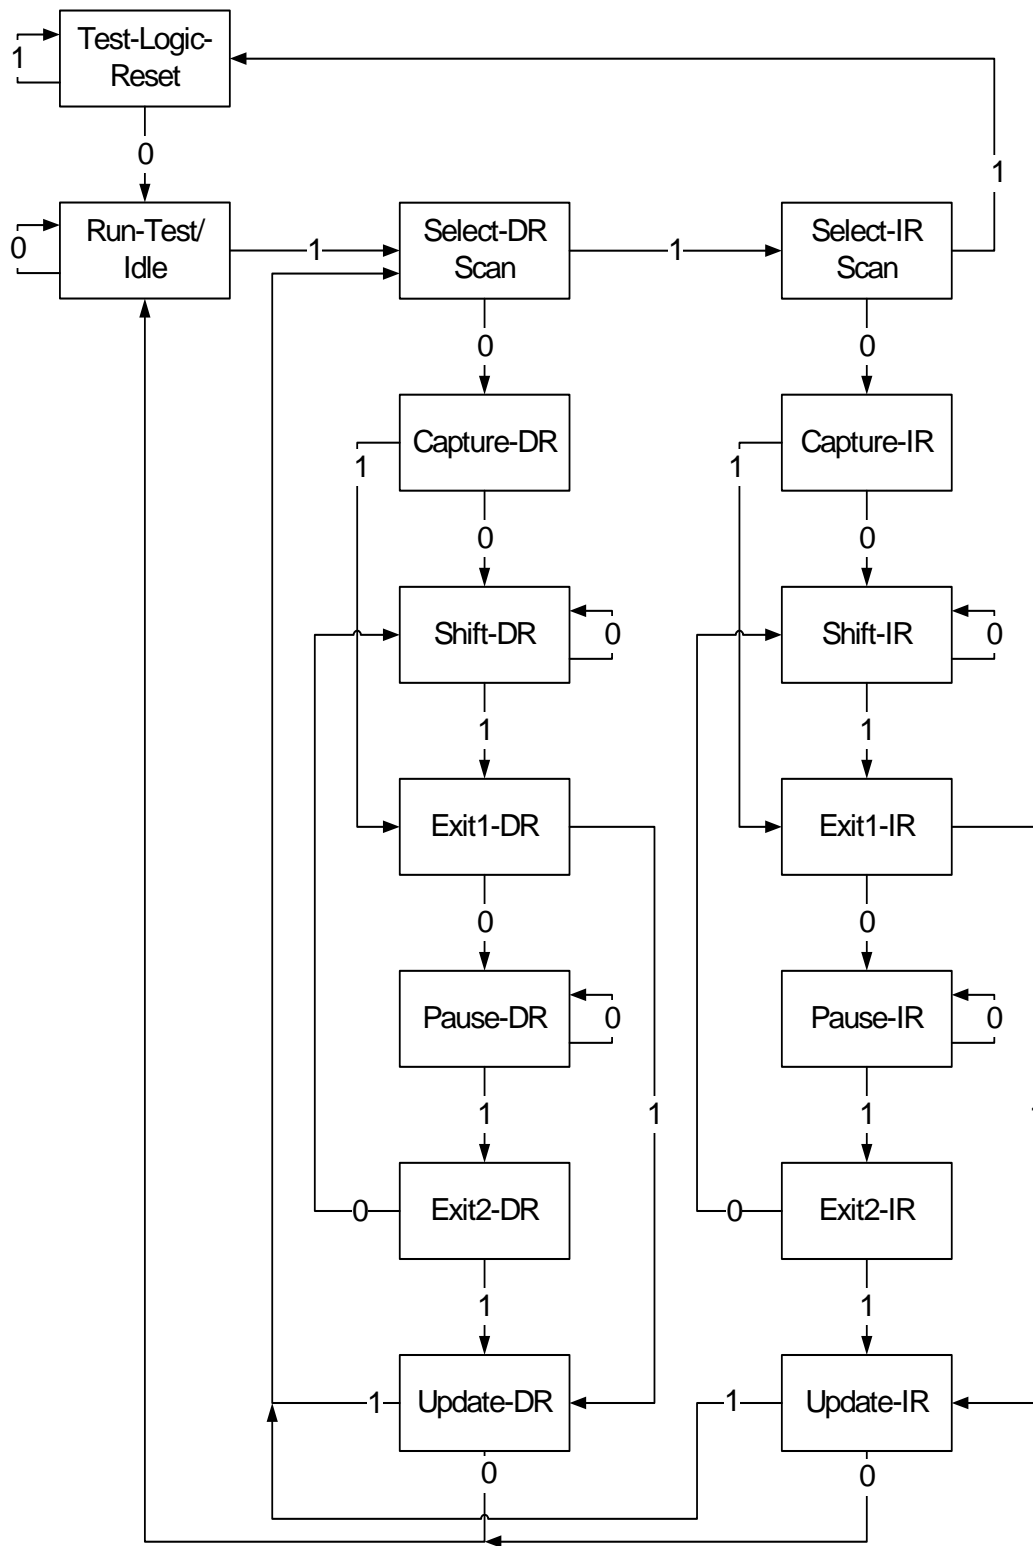 Test-Logic-
Reset
1
0
1
Run-Test/
Idle
0
1
Select-DR
Scan
1
Select-IR
Scan
0
0
Capture-DR
1
Capture-IR
1
0
0
Shift-DR
0
Shift-IR
0
1
1
Exit1-DR
Exit1-IR
0
0
Pause-DR
0
Pause-IR
0
1
1
1
1
Exit2-DR
0
Exit2-IR
0
1
1
Update-DR
1
Update-IR
1
0
0